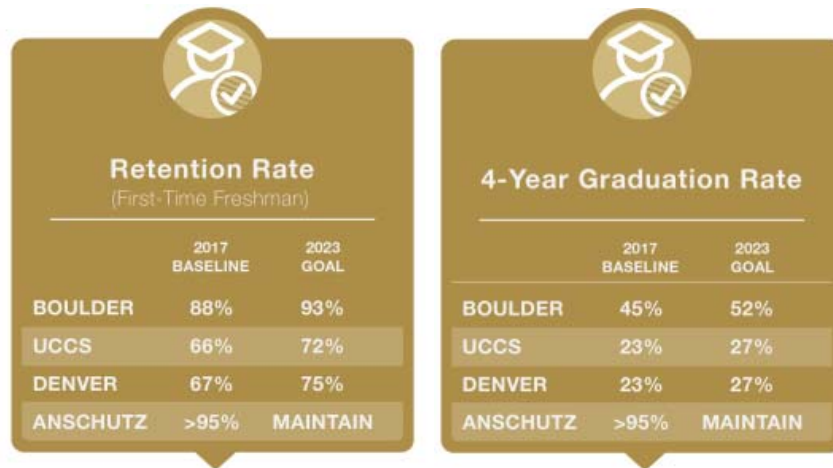 Retention Rate
(First-Time Freshman)
2017 2023
BASELINE GOAL
BOULDER 88% 93%
UCCS 66% 72%
DENVER 67% 75%
ANSCHUTZ >95% MAINTAIN
4-Year Graduation Rate
2017 2023
BASELINE GOAL
BOULDER 45% 52%
UCCS 23% 27%
DENVER 23% 27%
ANSCHUTZ >95% MAINTAIN